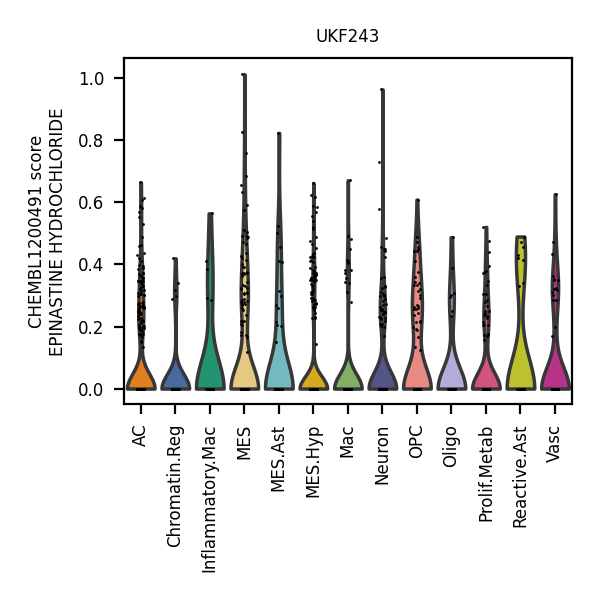 UKF243
CHEMBL1200491 score
EPINASTINE HYDROCHLORIDE
1.0
0.8
0.6
0.4
0.2
0.0
AC
Chromatin.Reg
Inflammatory.Mac
MES
MES.Ast
MES.Hyp
Mac
Neuron
OPC
Oligo
Prolif.Metab
Reactive.Ast
Vasc